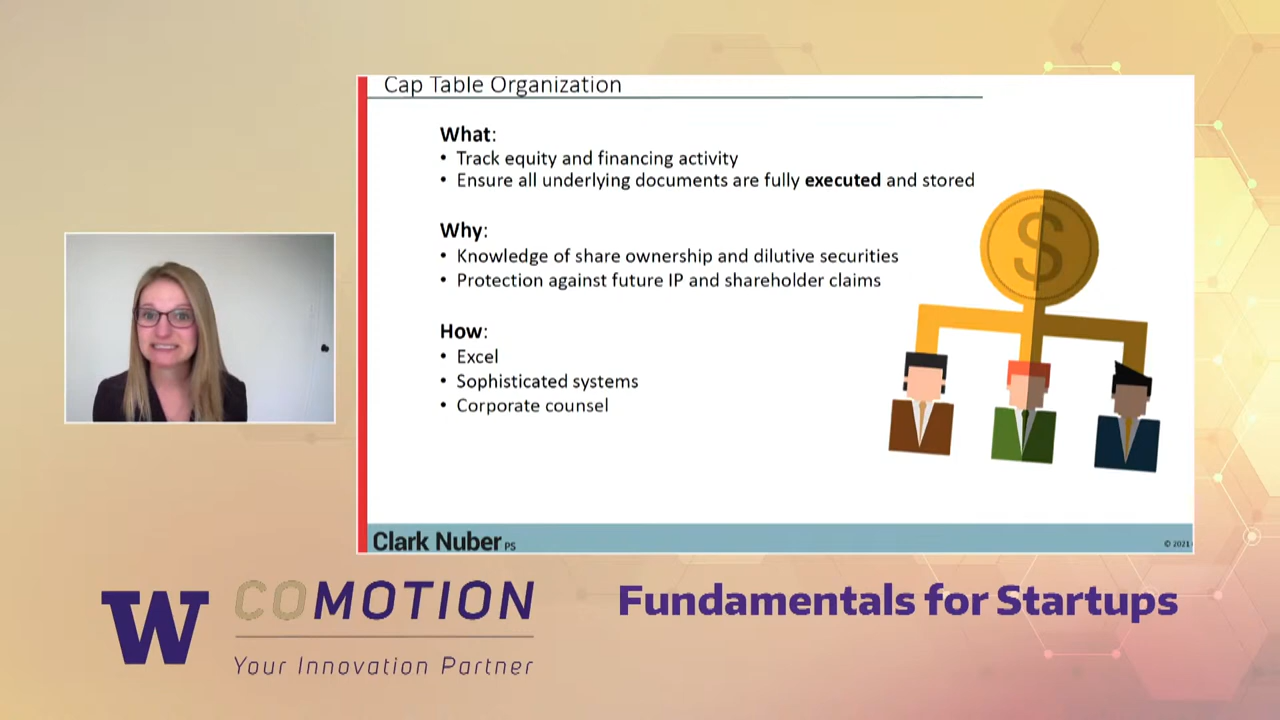 Cap Table Organization
What:
• Track equity and financing activity
• Ensure all underlying documents are fully executed and stored
Why:
• Knowledge of share ownership and dilutive securities
• Protection against future IP and shareholder claims
How:
• Excel
• Sophisticated systems
• Corporate counsel
$
Clark Nuber PS
© 2021
W
COMOTION
Your Innovation Partner
Fundamentals for Startups